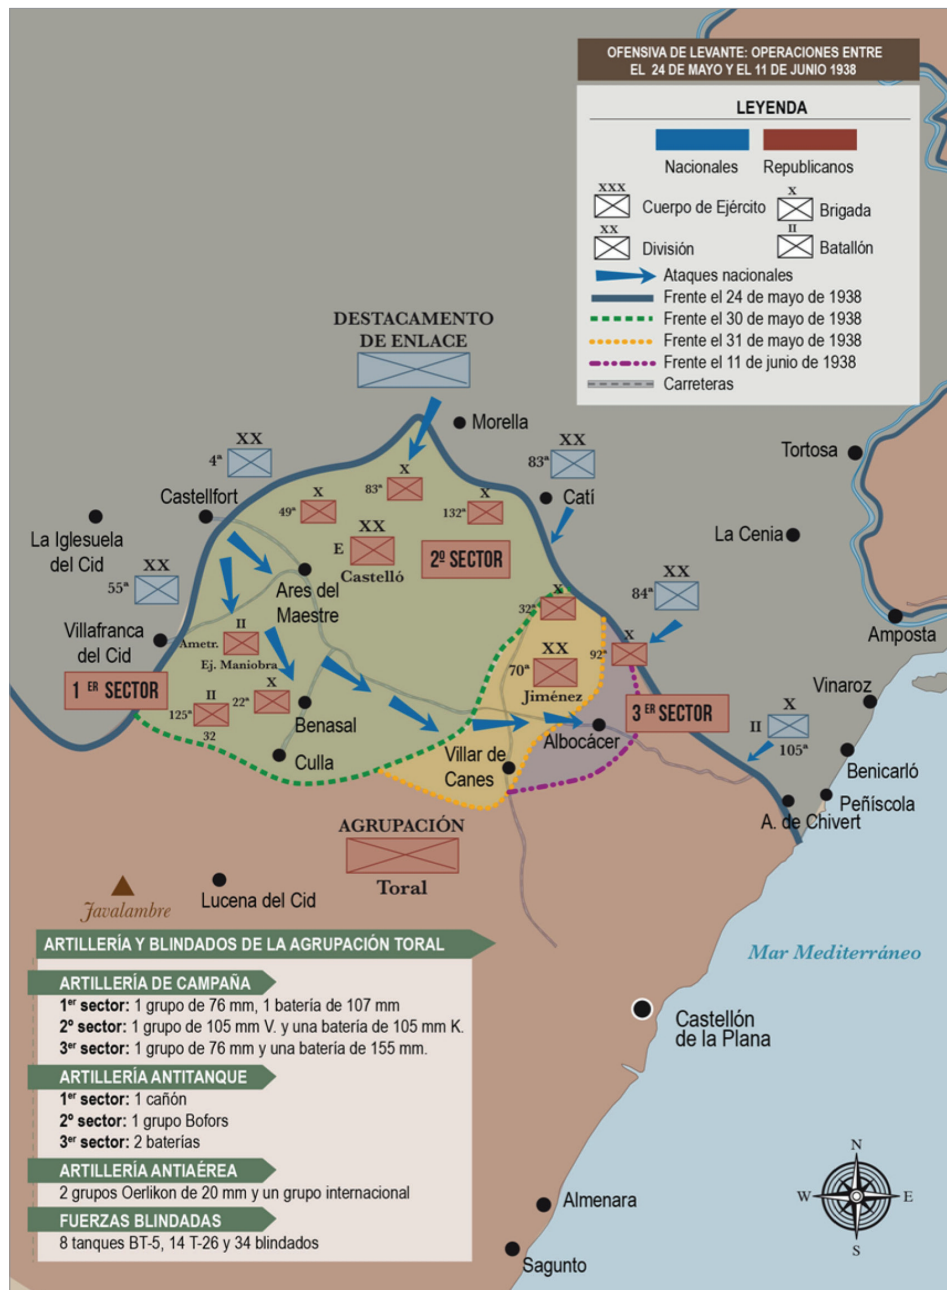 OFENSIVA DE LEVANTE: OPERACIONES ENTRE
EL 24 DE MAYO Y EL 11 DE JUNIO 1938
LEYENDA
Nacionales
Republicanos
XXX
Cuerpo de Ejército
X
Brigada
XX
División
II
Batallón
Ataques nacionales
Frente el 24 de mayo de 1938
Frente el 30 de mayo de 1938
Frente el 31 de mayo de 1938
Frente el 11 de junio de 1938
Carreteras
DESTACAMENTO
DE ENLACE
Morella
XX
4ª
XX
83ª
Tortosa
Castellfort
X
83ª
Catí
X
49ª
X
132ª
La Iglesuela
del Cid
La Cenia
XX
E
Castelló
2º SECTOR
XX
55ª
Ares del
Maestre
XX
84ª
X
32ª
Amposta
Villafranca
del Cid
II
Ametr.
Ej. Maniobra
X
92ª
XX
70ª
Jiménez
1 ER SECTOR
II
125ª
32
X
22ª
Benasal
3 ER SECTOR
Vinaroz
X
II
105ª
Albocácer
Culla
Villar de
Canes
Benicarló
Peñíscola
A. de Chivert
AGRUPACIÓN
Toral
Javalambre
Lucena del Cid
ARTILLERÍA Y BLINDADOS DE LA AGRUPACIÓN TORAL
ARTILLERÍA DE CAMPAÑA
1er sector: 1 grupo de 76 mm, 1 batería de 107 mm
2º sector: 1 grupo de 105 mm V. y una batería de 105 mm K.
3er sector: 1 grupo de 76 mm y una batería de 155 mm.
ARTILLERÍA ANTITANQUE
1er sector: 1 cañón
2º sector: 1 grupo Bofors
3er sector: 2 baterías
ARTILLERÍA ANTIAÉREA
2 grupos Oerlikon de 20 mm y un grupo internacional
FUERZAS BLINDADAS
8 tanques BT-5, 14 T-26 y 34 blindados
Mar Mediterráneo
Castellón
de la Plana
Almenara
Sagunto
N
W
E
S